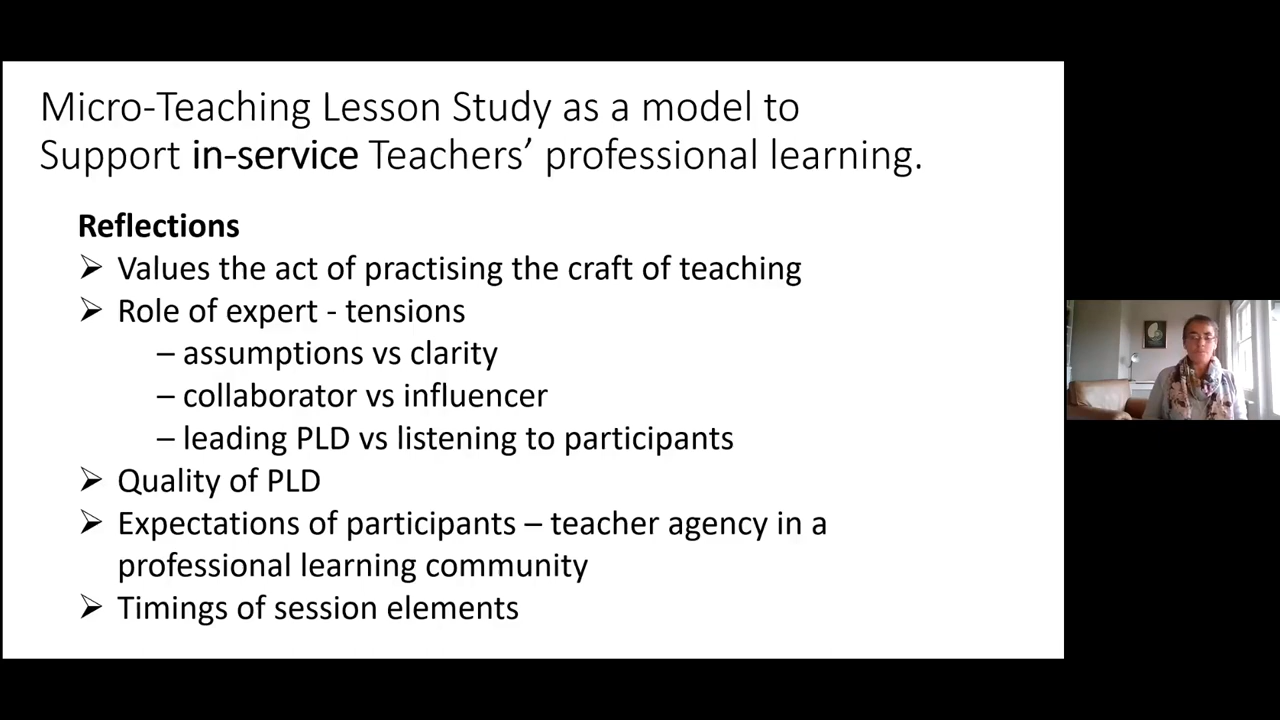 Micro-Teaching Lesson Study as a model to
Support in-service Teachers’ professional learning.
Reflections
➢ Values the act of practising the craft of teaching
➢ Role of expert - tensions
– assumptions vs clarity
– collaborator vs influencer
– leading PLD vs listening to participants
➢ Quality of PLD
➢ Expectations of participants – teacher agency in a
professional learning community
➢ Timings of session elements